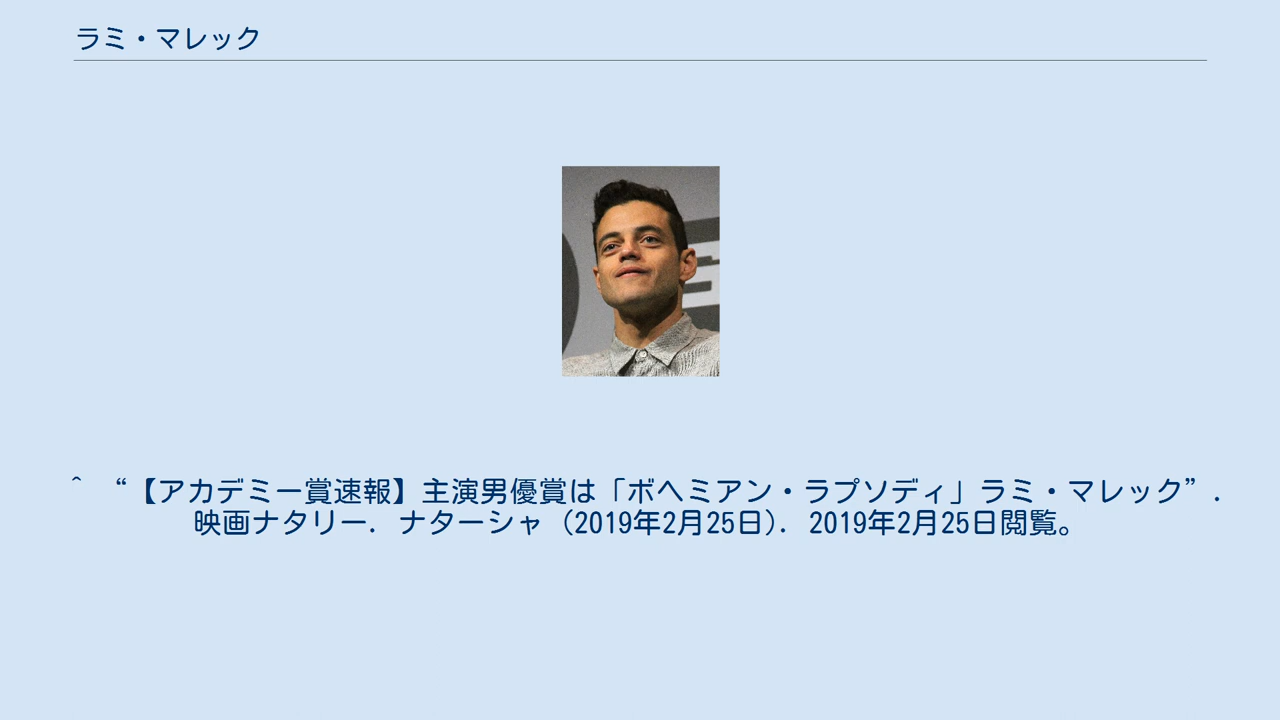 ラミ・マレック
^ “【アカデミー賞速報】主演男優賞は「ボヘミアン・ラプソディ」ラミ・マレック”.
映画ナタリー. ナターシャ (2019年2月25日). 2019年2月25日閲覧。